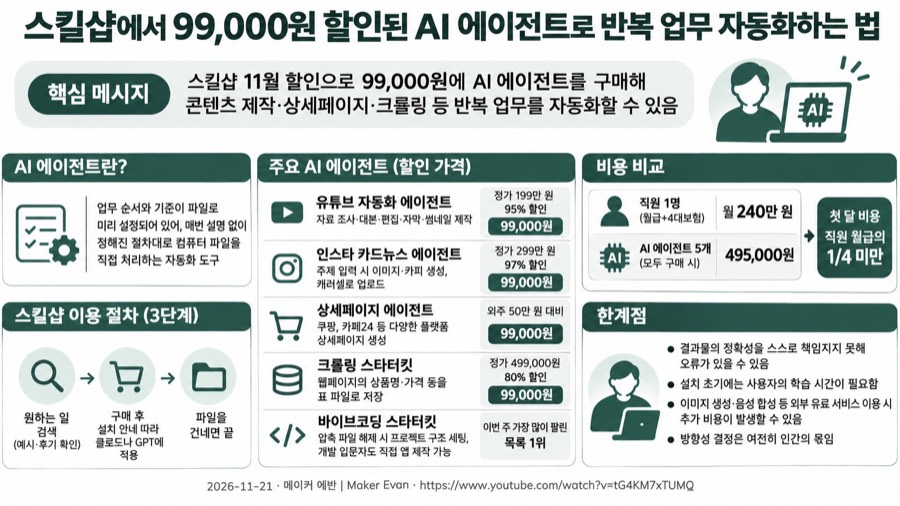 스킬샵에서 99,000원 할인된 AI 에이전트로 반복 업무 자동화하는 법
핵심 메시지
스킬샵 11월 할인으로 99,000원에 AI 에이전트를 구매해
콘텐츠 제작·상세페이지·크롤링 등 반복 업무를 자동화할 수 있음
AI
AI 에이전트란?
업무 순서와 기준이 파일로
미리 설정되어 있어, 매번 설명 없이
정해진 절차대로 컴퓨터 파일을
직접 처리하는 자동화 도구
스킬샵 이용 절차 (3단계)
원하는 일
검색
(예시·후기 확인)
구매 후
설치 안내 따라
클로드나 GPT에
적용
파일을
건네면 끝
주요 AI 에이전트 (할인 가격)
유튜브 자동화 에이전트
자료 조사·대본·편집·자막·썸네일 제작
정가 199만 원
95% 할인
99,000원
인스타 카드뉴스 에이전트
주제 입력 시 이미지·카피 생성,
캐러셀로 업로드
정가 299만 원
97% 할인
99,000원
상세페이지 에이전트
쿠팡, 카페24 등 다양한 플랫폼
상세페이지 생성
외주 50만 원 대비
99,000원
크롤링 스타터킷
웹페이지의 상품명·가격 등을
표 파일로 저장
정가 499,000원
80% 할인
99,000원
바이브코딩 스타터킷
압축 파일 해제 시 프로젝트 구조 세팅,
개발 입문자도 직접 앱 제작 가능
이번 주 가장 많이 팔린
목록 1위
비용 비교
직원 1명
(월급+4대보험)
월 240만 원
AI
AI 에이전트 5개
(모두 구매 시)
495,000원
첫 달 비용
직원 월급의
1/4 미만
한계점
결과물의 정확성을 스스로 책임지지 못해
오류가 있을 수 있음
설치 초기에는 사용자의 학습 시간이 필요함
이미지 생성·음성 합성 등 외부 유료 서비스 이용 시
추가 비용이 발생할 수 있음
방향성 결정은 여전히 인간의 몫임
2026-11-21 · 메이커 에반 | Maker Evan · https://www.youtube.com/watch?v=tG4KM7xTUMQ